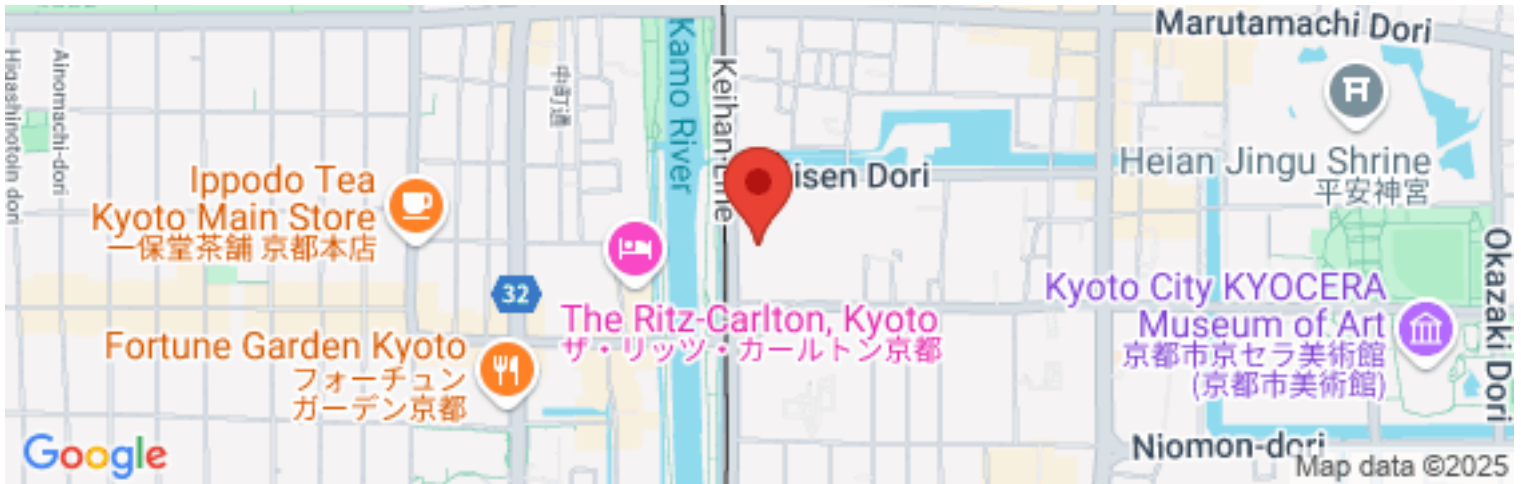 Marutamachi Dori
Higashinotoin dori
Ainomachi-dori
中町通
Kamo River
Keihan Line
isen Dori
Heian Jingu Shrine
平安神宮
Ippodo Tea
Kyoto Main Store
一保堂茶舗 京都本店
32
The Ritz-Carlton, Kyoto
ザ・リッツ・カールトン京都
Kyoto City KYOCERA
Museum of Art
京都市京セラ美術館
(京都市美術館)
Okazaki Dori
Fortune Garden Kyoto
フォーチュン
ガーデン京都
Niomon-dori
Google
Map data ©2025